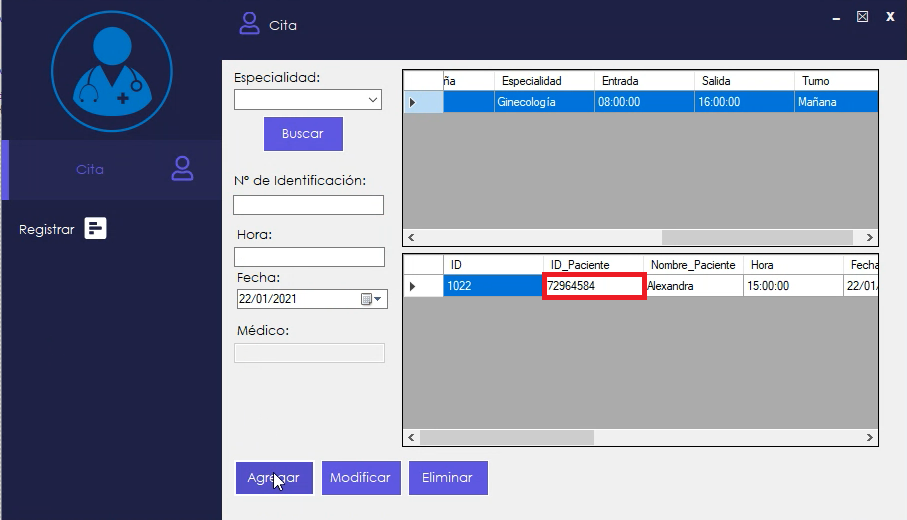 Cita
X
Cita
Registrar
Especialidad:
Buscar
Nº de Identificación:
Hora:
Fecha:
22/01/2021
Médico:
ña Especialidad Entrada Salida Turno
Ginecología 08:00:00 16:00:00 Mañana
ID ID_Paciente Nombre_Paciente Hora Fecha
1022 72964584 Alexandra 15:00:00 22/01/
Agregar Modificar Eliminar